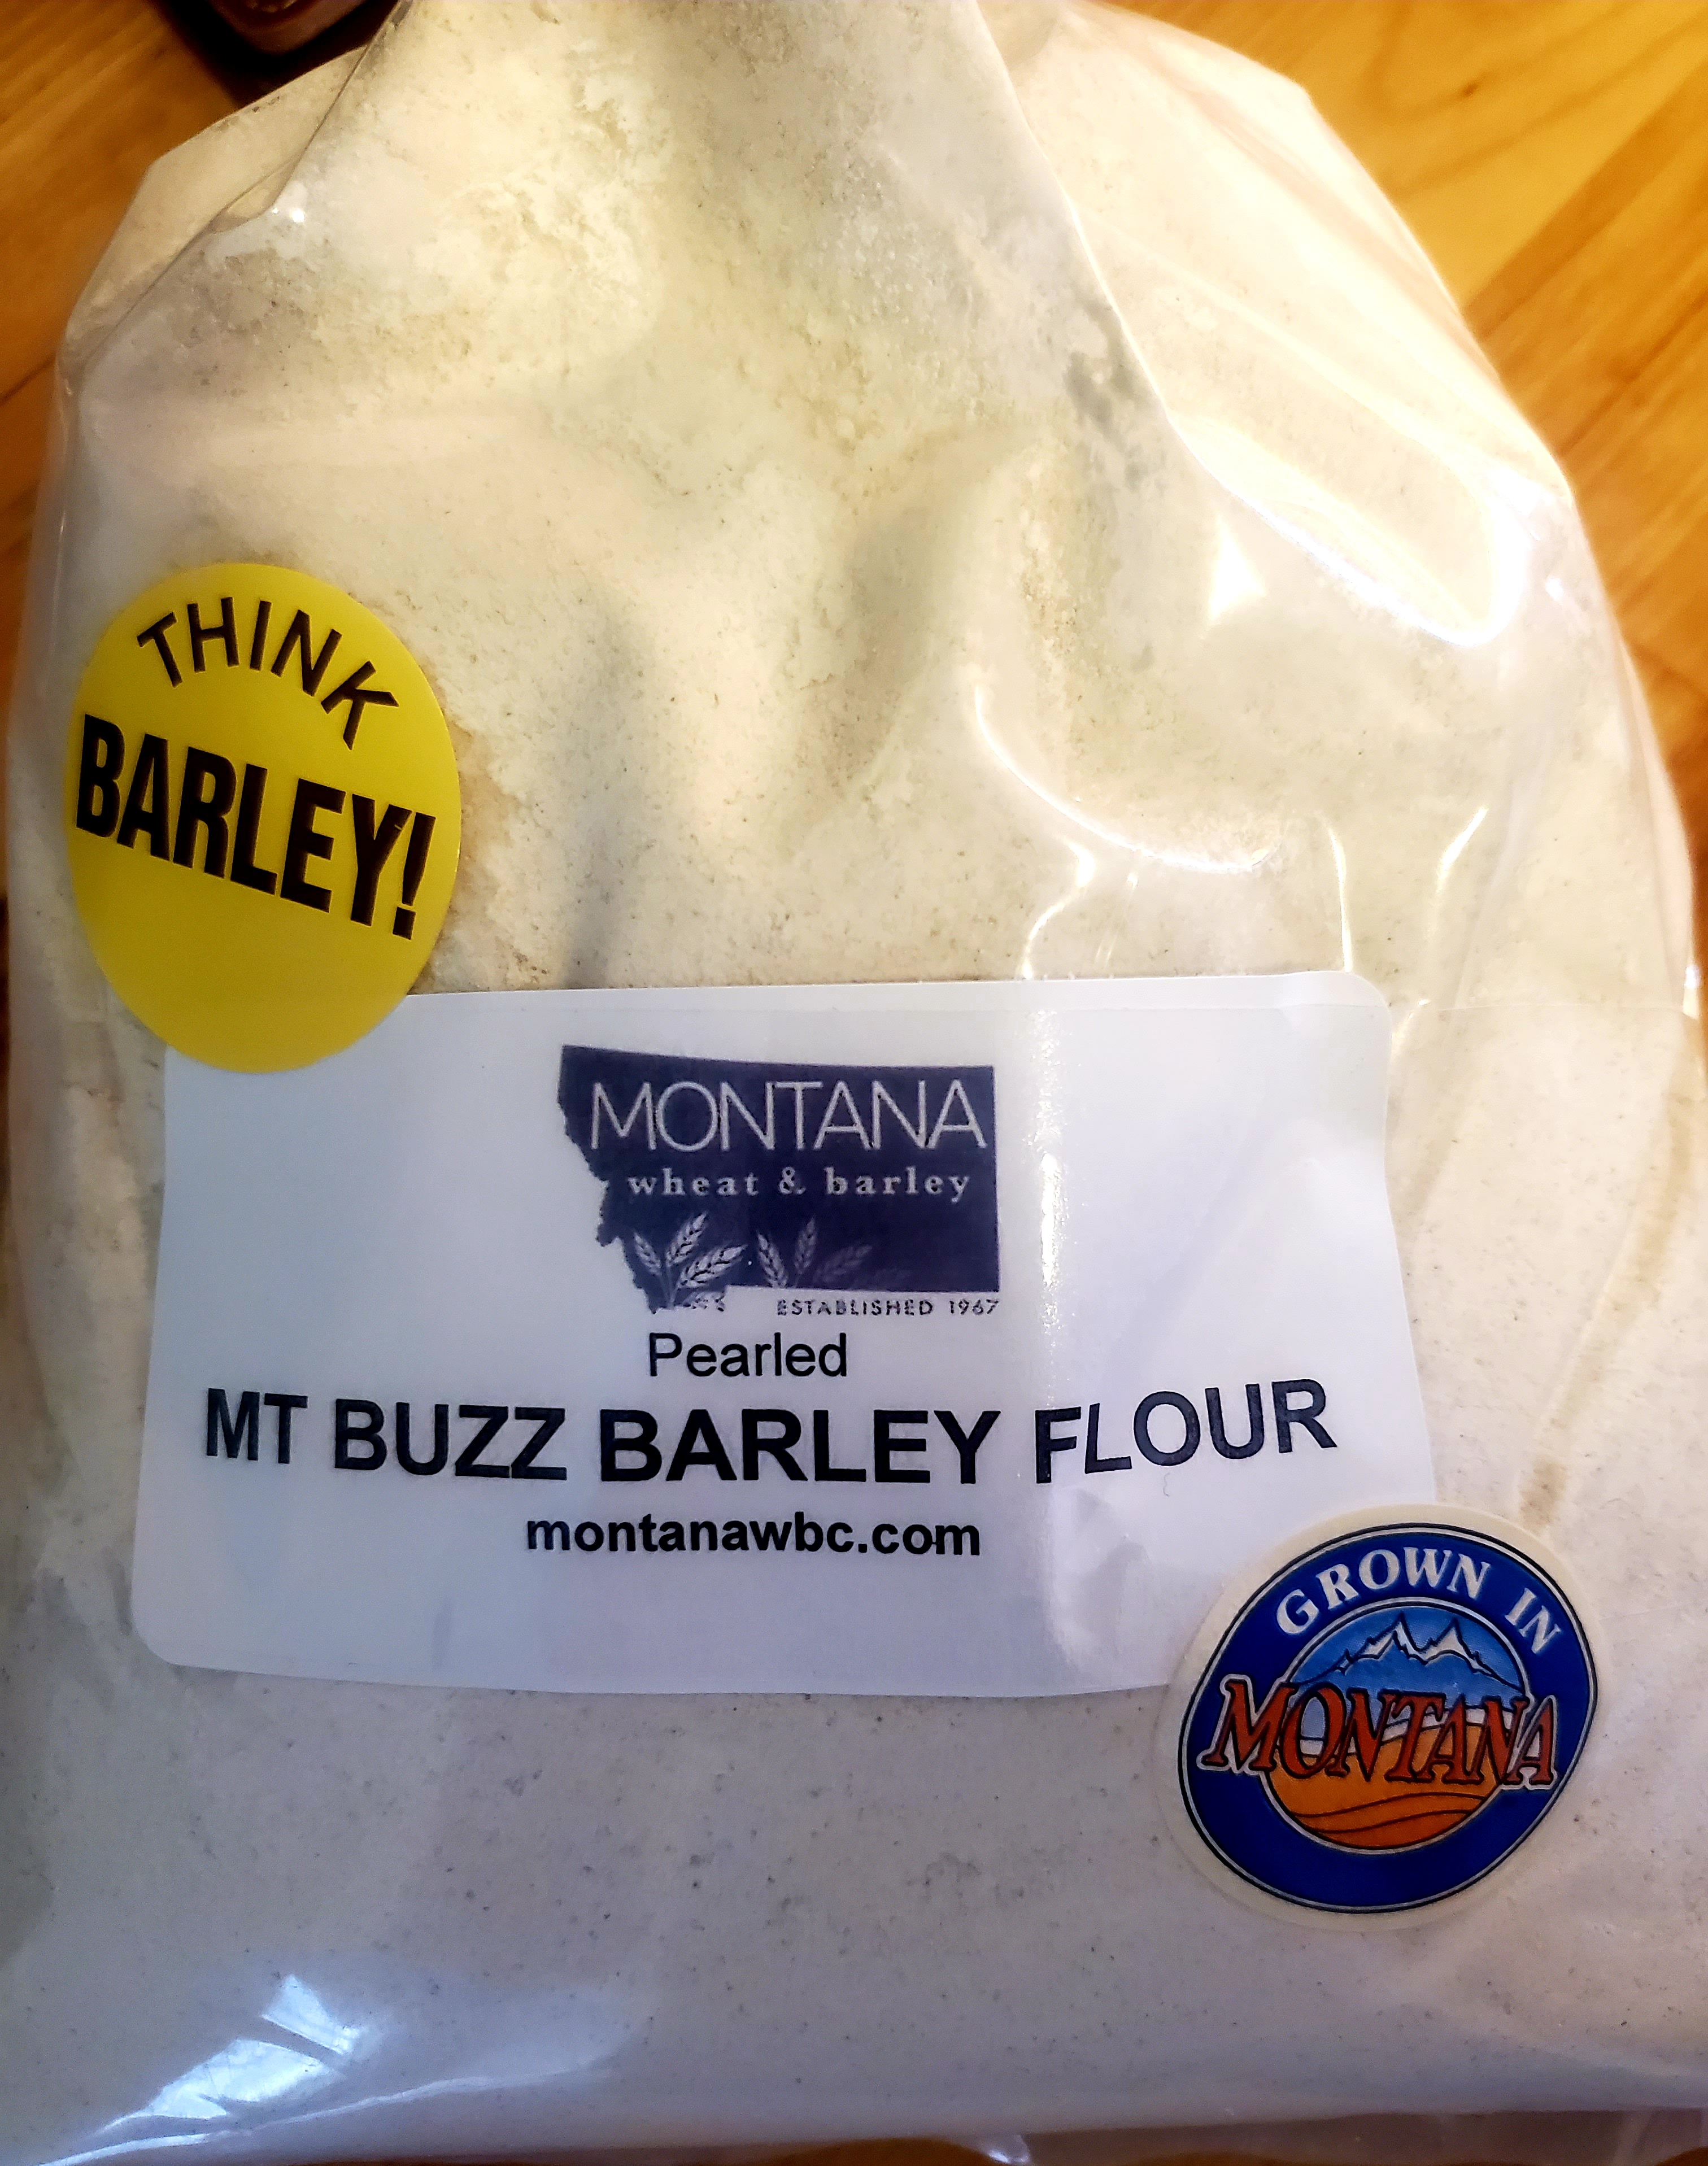 THINK
BARLEY!
MONTANA
wheat & barley
ESTABLISHED 1967
Pearled
MT BUZZ BARLEY FLOUR
montanawbc.com
GROWN IN
MONTANA